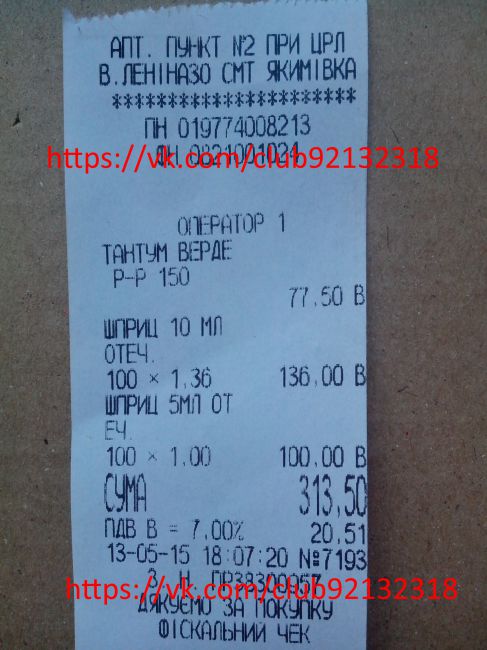 АПТ. ПУНКТ №2 ПРИ ЦРЛ
В.ЛЕНІНА30 СМТ ЯКИМІВКА
**********************
ПН 019774008213
https://vk.com/club92132318
ФН 0824001024
ОПЕРАТОР 1
ТАНТУМ ВЕРДЕ
Р-Р 150
77.50 В
ШПРИЦ 10 МЛ
ОТЕЧ.
100 × 1,36 136,00 В
ШПРИЦ 5МЛ ОТ
ЕЧ.
100 × 1,00 100,00 В
СУМА 313,50
ПДВ В = 7,00% 20,51
13-05-15 18:07:20 №7193
https://vk.com/club92132318
ДЯКУЄМО ЗА ПОКУПКУ
ФІСКАЛЬНИЙ ЧЕК